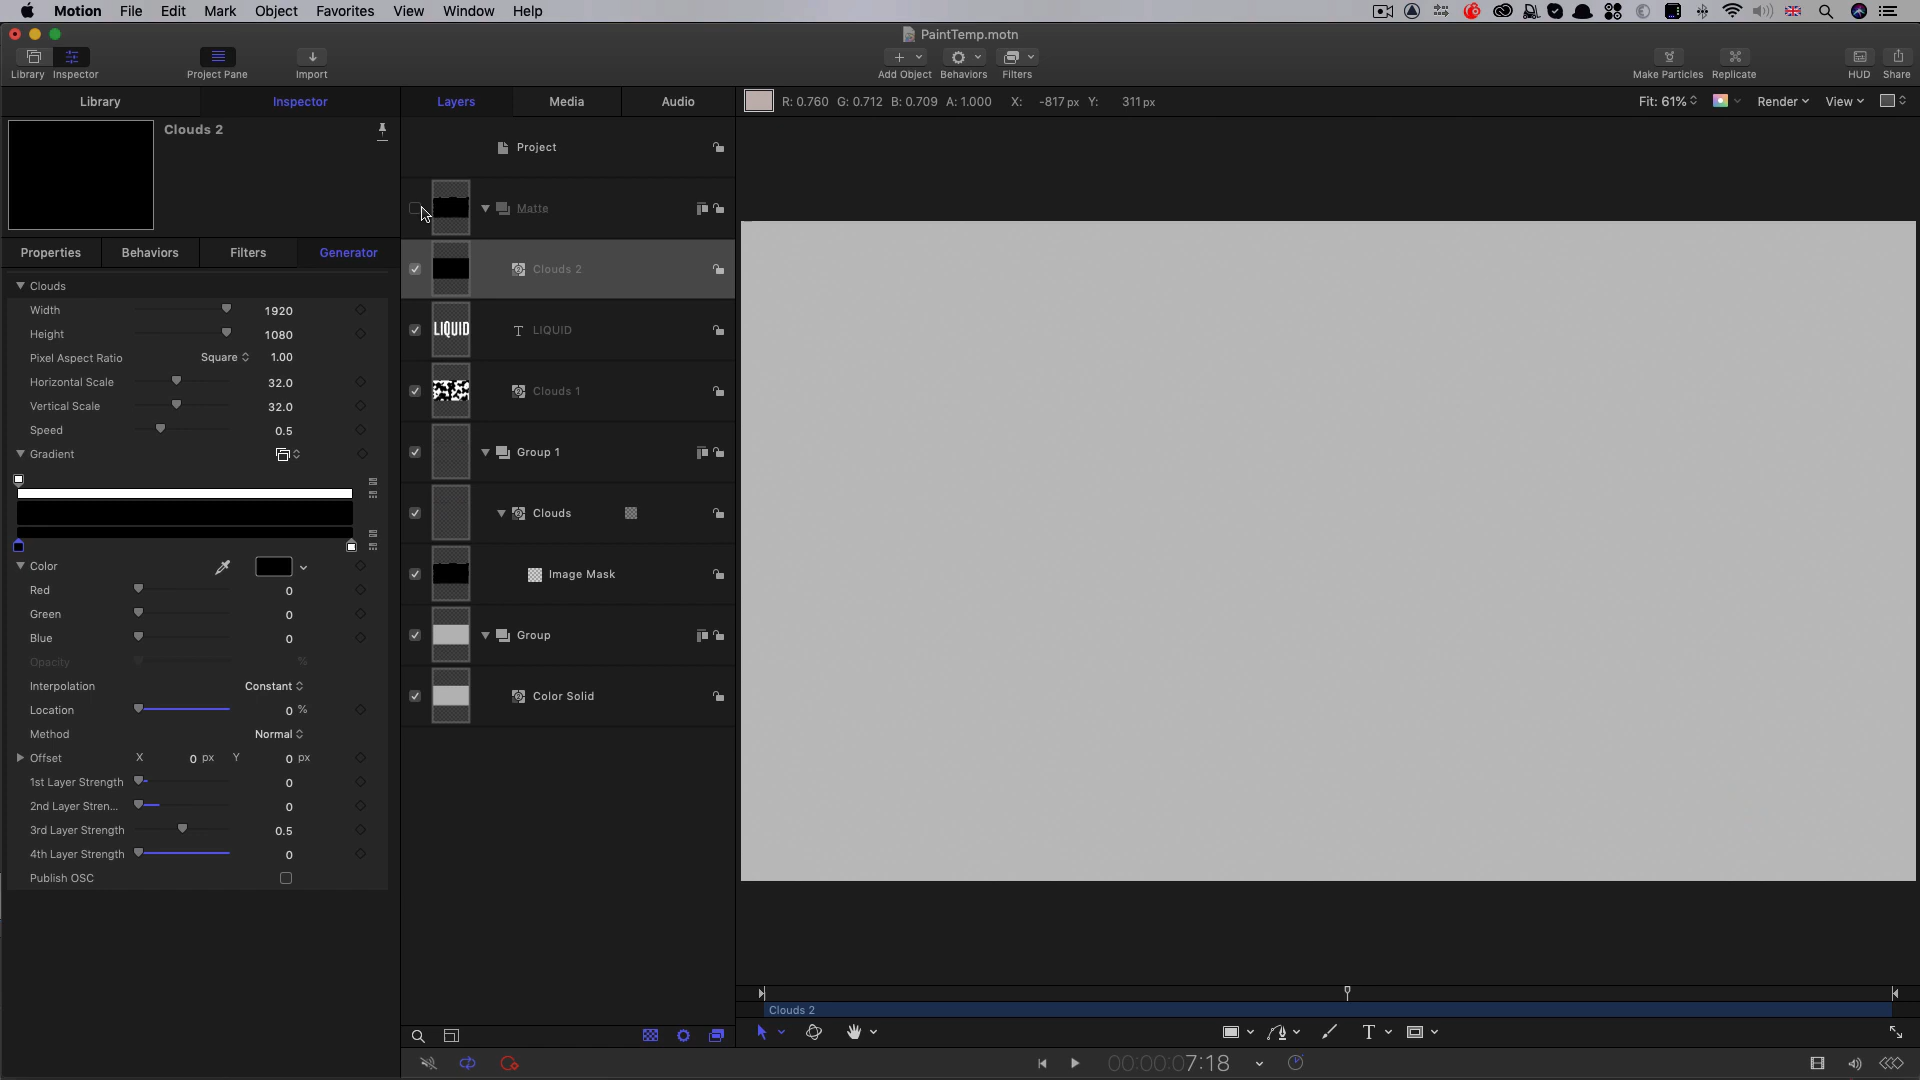 Motion File Edit Mark Object Favorites View Window Help
PaintTemp.motn
Library Inspector Project Pane Import Add Object Behaviors Filters Make Particles Replicate HUD Share
Library Inspector Layers Media Audio R: 0.760 G: 0.712 B: 0.709 A: 1.000 X: -817 px Y: 311 px Fit: 61% Render View
Clouds 2
Project
Matte
Properties Behaviors Filters Generator
Clouds 2
Clouds
Width 1920
Height 1080
LIQUID LIQUID
Pixel Aspect Ratio Square 1.00
Horizontal Scale 32.0
Clouds 1
Vertical Scale 32.0
Speed 0.5
Gradient
Group 1
Clouds
Color
Image Mask
Red 0
Green 0
Blue 0
Group
Opacity %
Interpolation Constant
Color Solid
Location 0 %
Method Normal
Offset X 0 px Y 0 px
1st Layer Strength 0
2nd Layer Stren... 0
3rd Layer Strength 0.5
4th Layer Strength 0
Publish OSC
Clouds 2
T
00:00:07:18